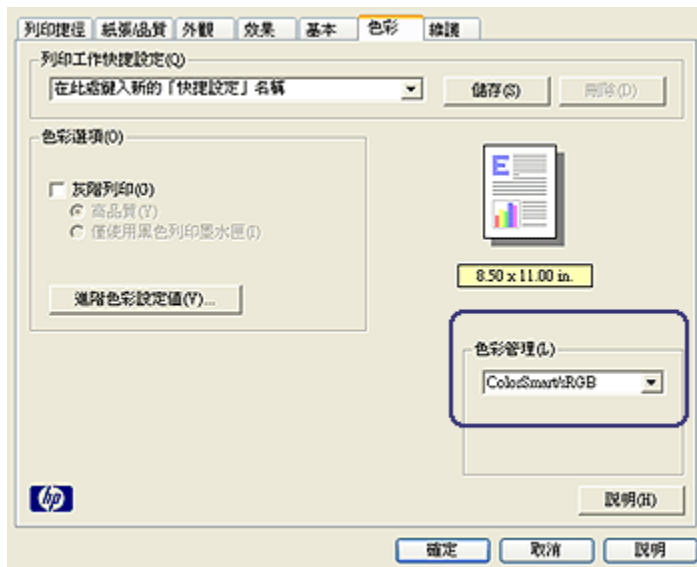 列印捷徑 紙張/品質 外觀 效果 基本 色彩 維護
列印工作快捷設定(Q)
在此處鍵入新的「快捷設定」名稱
儲存(S) 刪除(D)
色彩選項(O)
灰階列印(G)
高品質(Y)
僅使用黑色列印墨水匣(I)
進階色彩設定值(V)...
E
8.50 x 11.00 in.
色彩管理(L)
ColorSmart/sRGB
hp
說明(H)
確定 取消 說明